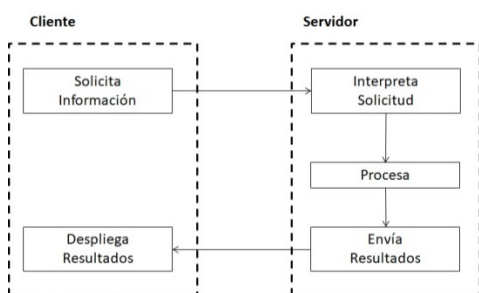 Cliente
Servidor
Solicita
Información
Interpreta
Solicitud
Procesa
Despliega
Resultados
Envía
Resultados